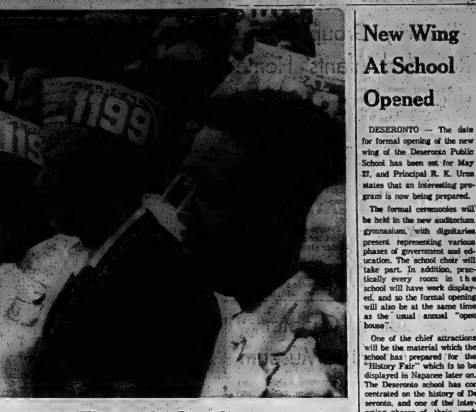 1199
119
New Wing
At School
Opened
DESERONTO — The date
for formal opening of the new
wing of the Deseronto Public
School has been set for May
27, and Principal R. K. Urns
states that an interesting pro-
gram is now being prepared.
The formal ceremonies will
be held in the new auditorium
gymnasium, with dignitaries
present representing various
phases of government and ed-
ucation. The school choir will
take part. In addition, prac-
tically every room in the
school will have work display-
ed, and so the formal opening
will also be at the same time
as the usual annual "open
house".
One of the chief attractions
will be the material which the
school has prepared for the
"History Fair" which is to be
displayed in Napanee later on.
The Deseronto school has con
centrated on the history of De
seronto, and one of the inter-